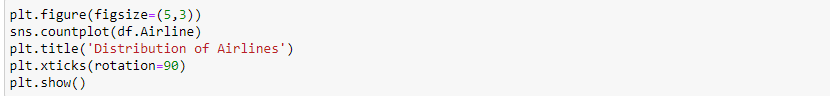 plt.figure(figsize=(5,3))
sns.countplot(df.Airline)
plt.title('Distribution of Airlines')
plt.xticks(rotation=90)
plt.show()